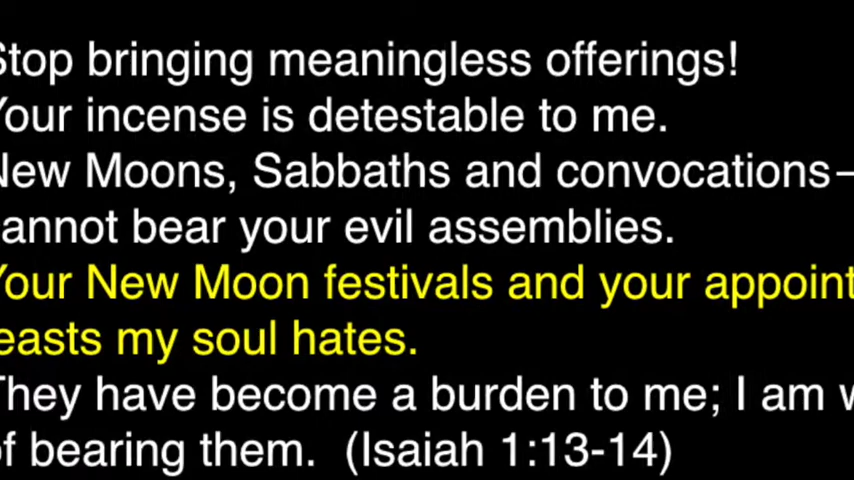 Stop bringing meaningless offerings!
Your incense is detestable to me.
New Moons, Sabbaths and convocations–
annot bear your evil assemblies.
Your New Moon festivals and your appoint
easts my soul hates.
They have become a burden to me; I am w
of bearing them. (Isaiah 1:13-14)